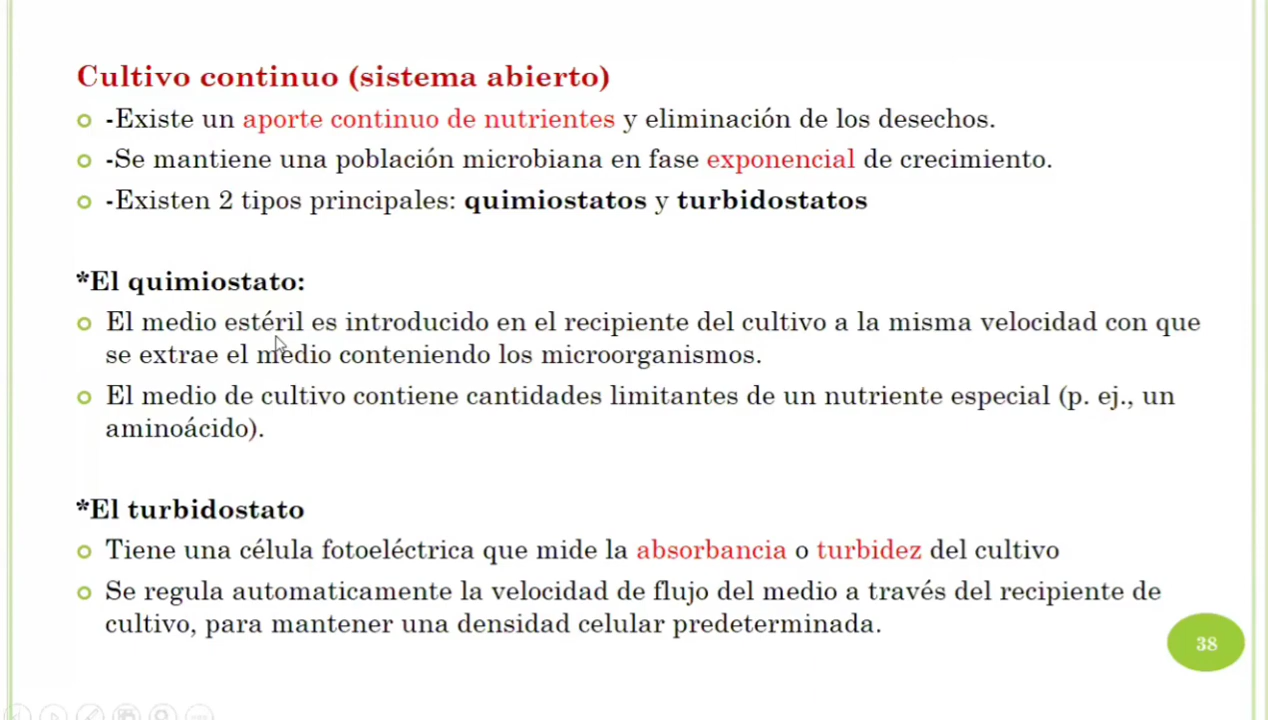 Cultivo continuo (sistema abierto)
-Existe un aporte continuo de nutrientes y eliminación de los desechos.
-Se mantiene una población microbiana en fase exponencial de crecimiento.
-Existen 2 tipos principales: quimiostatos y turbidostatos
*El quimiostato:
El medio estéril es introducido en el recipiente del cultivo a la misma velocidad con que
se extrae el medio conteniendo los microorganismos.
El medio de cultivo contiene cantidades limitantes de un nutriente especial (p. ej., un
aminoácido).
*El turbidostato
Tiene una célula fotoeléctrica que mide la absorbancia o turbidez del cultivo
Se regula automaticamente la velocidad de flujo del medio a través del recipiente de
cultivo, para mantener una densidad celular predeterminada.
38